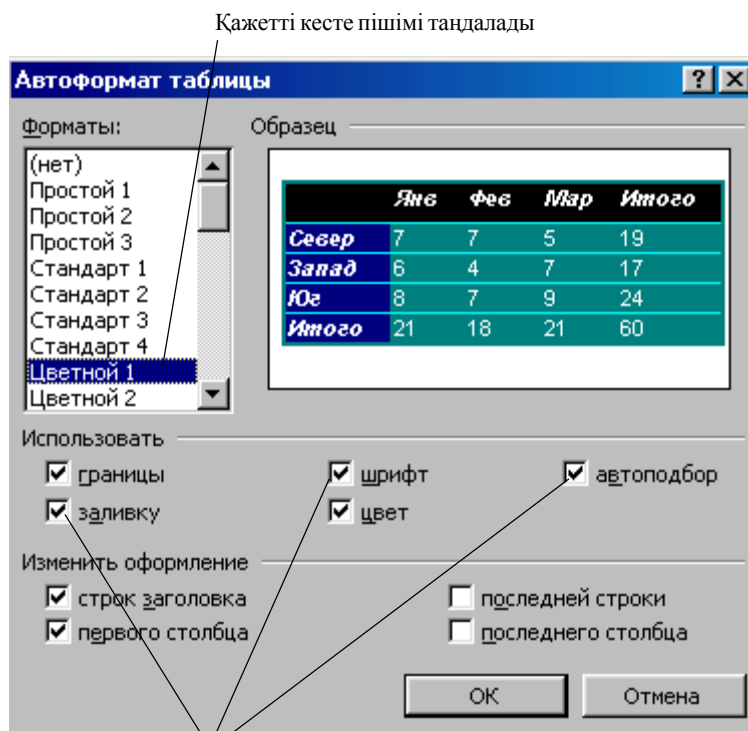 Қажетті кесте пішімі таңдалады
Автоформат таблицы
Форматы:
Образец
(нет)
Простой 1
Простой 2
Простой 3
Стандарт 1
Стандарт 2
Стандарт 3
Стандарт 4
Цветной 1
Цветной 2
Янв Фев Мар Итого
Север 7 7 5 19
Запад 6 4 7 17
Юг 8 7 9 24
Итого 21 18 21 60
Использовать
границы шрифт автоподбор
заливку цвет
Изменить оформление
строк заголовка последней строки
первого столбца последнего столбца
ОК Отмена